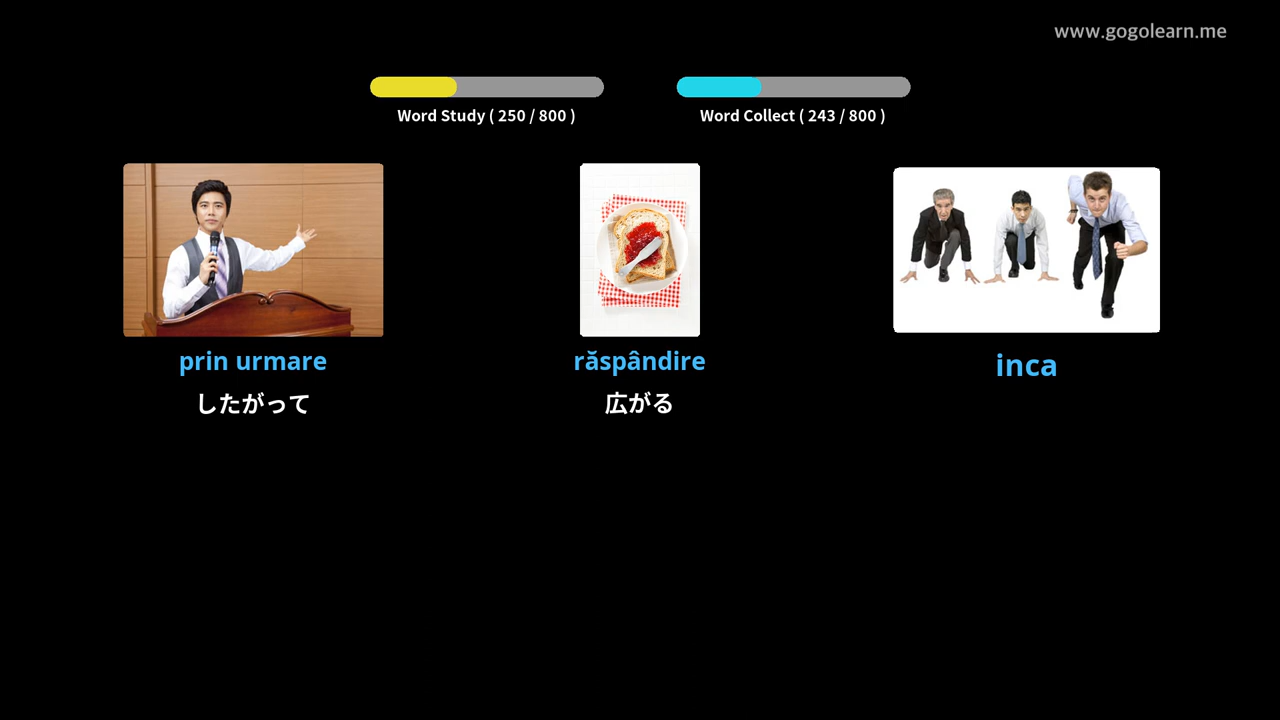 www.gogolearn.me
Word Study ( 250 / 800 )
Word Collect ( 243 / 800 )
prin urmare
したがって
răspândire
広がる
inca